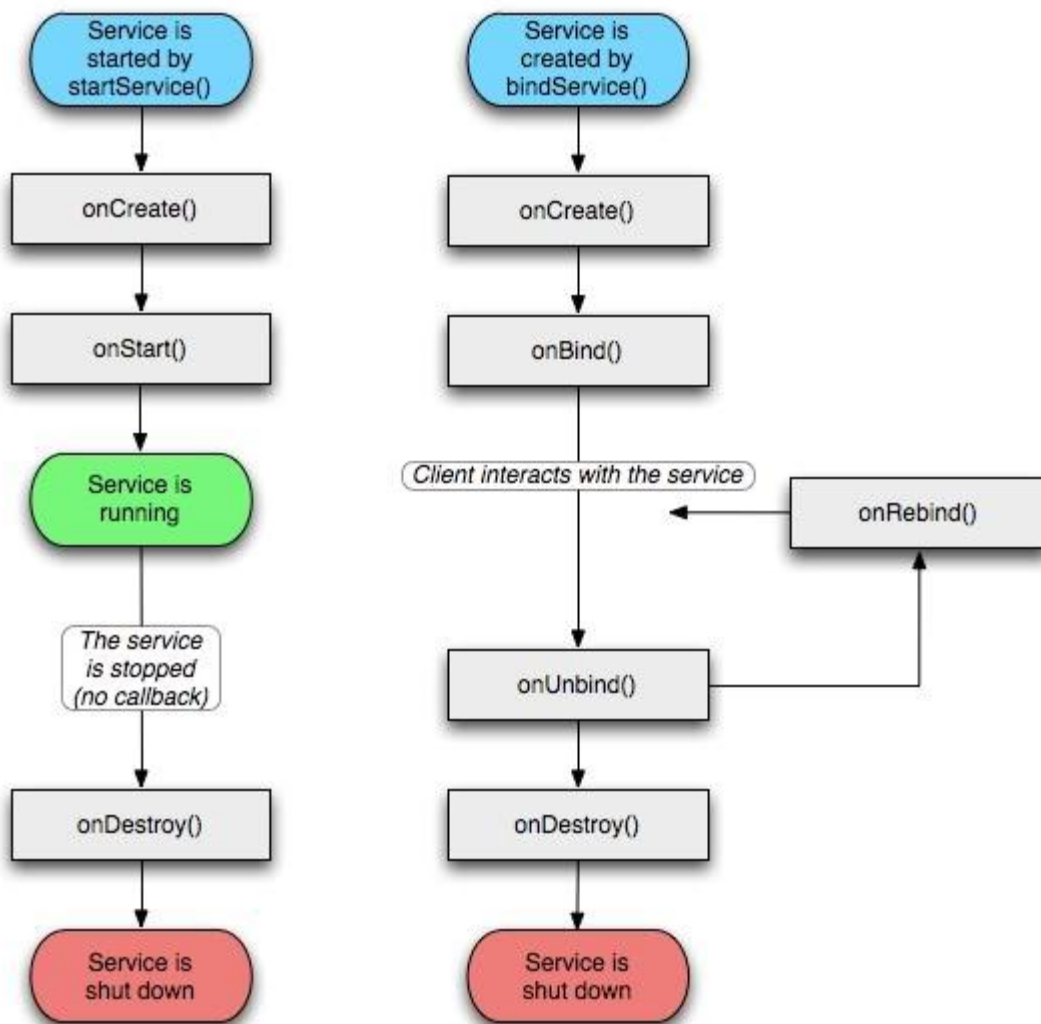 Service is
started by
startService()
onCreate()
onStart()
Service is
running
The service
is stopped
(no callback)
onDestroy()
Service is
shut down
Service is
created by
bindService()
onCreate()
onBind()
Client interacts with the service
onRebind()
onUnbind()
onDestroy()
Service is
shut down